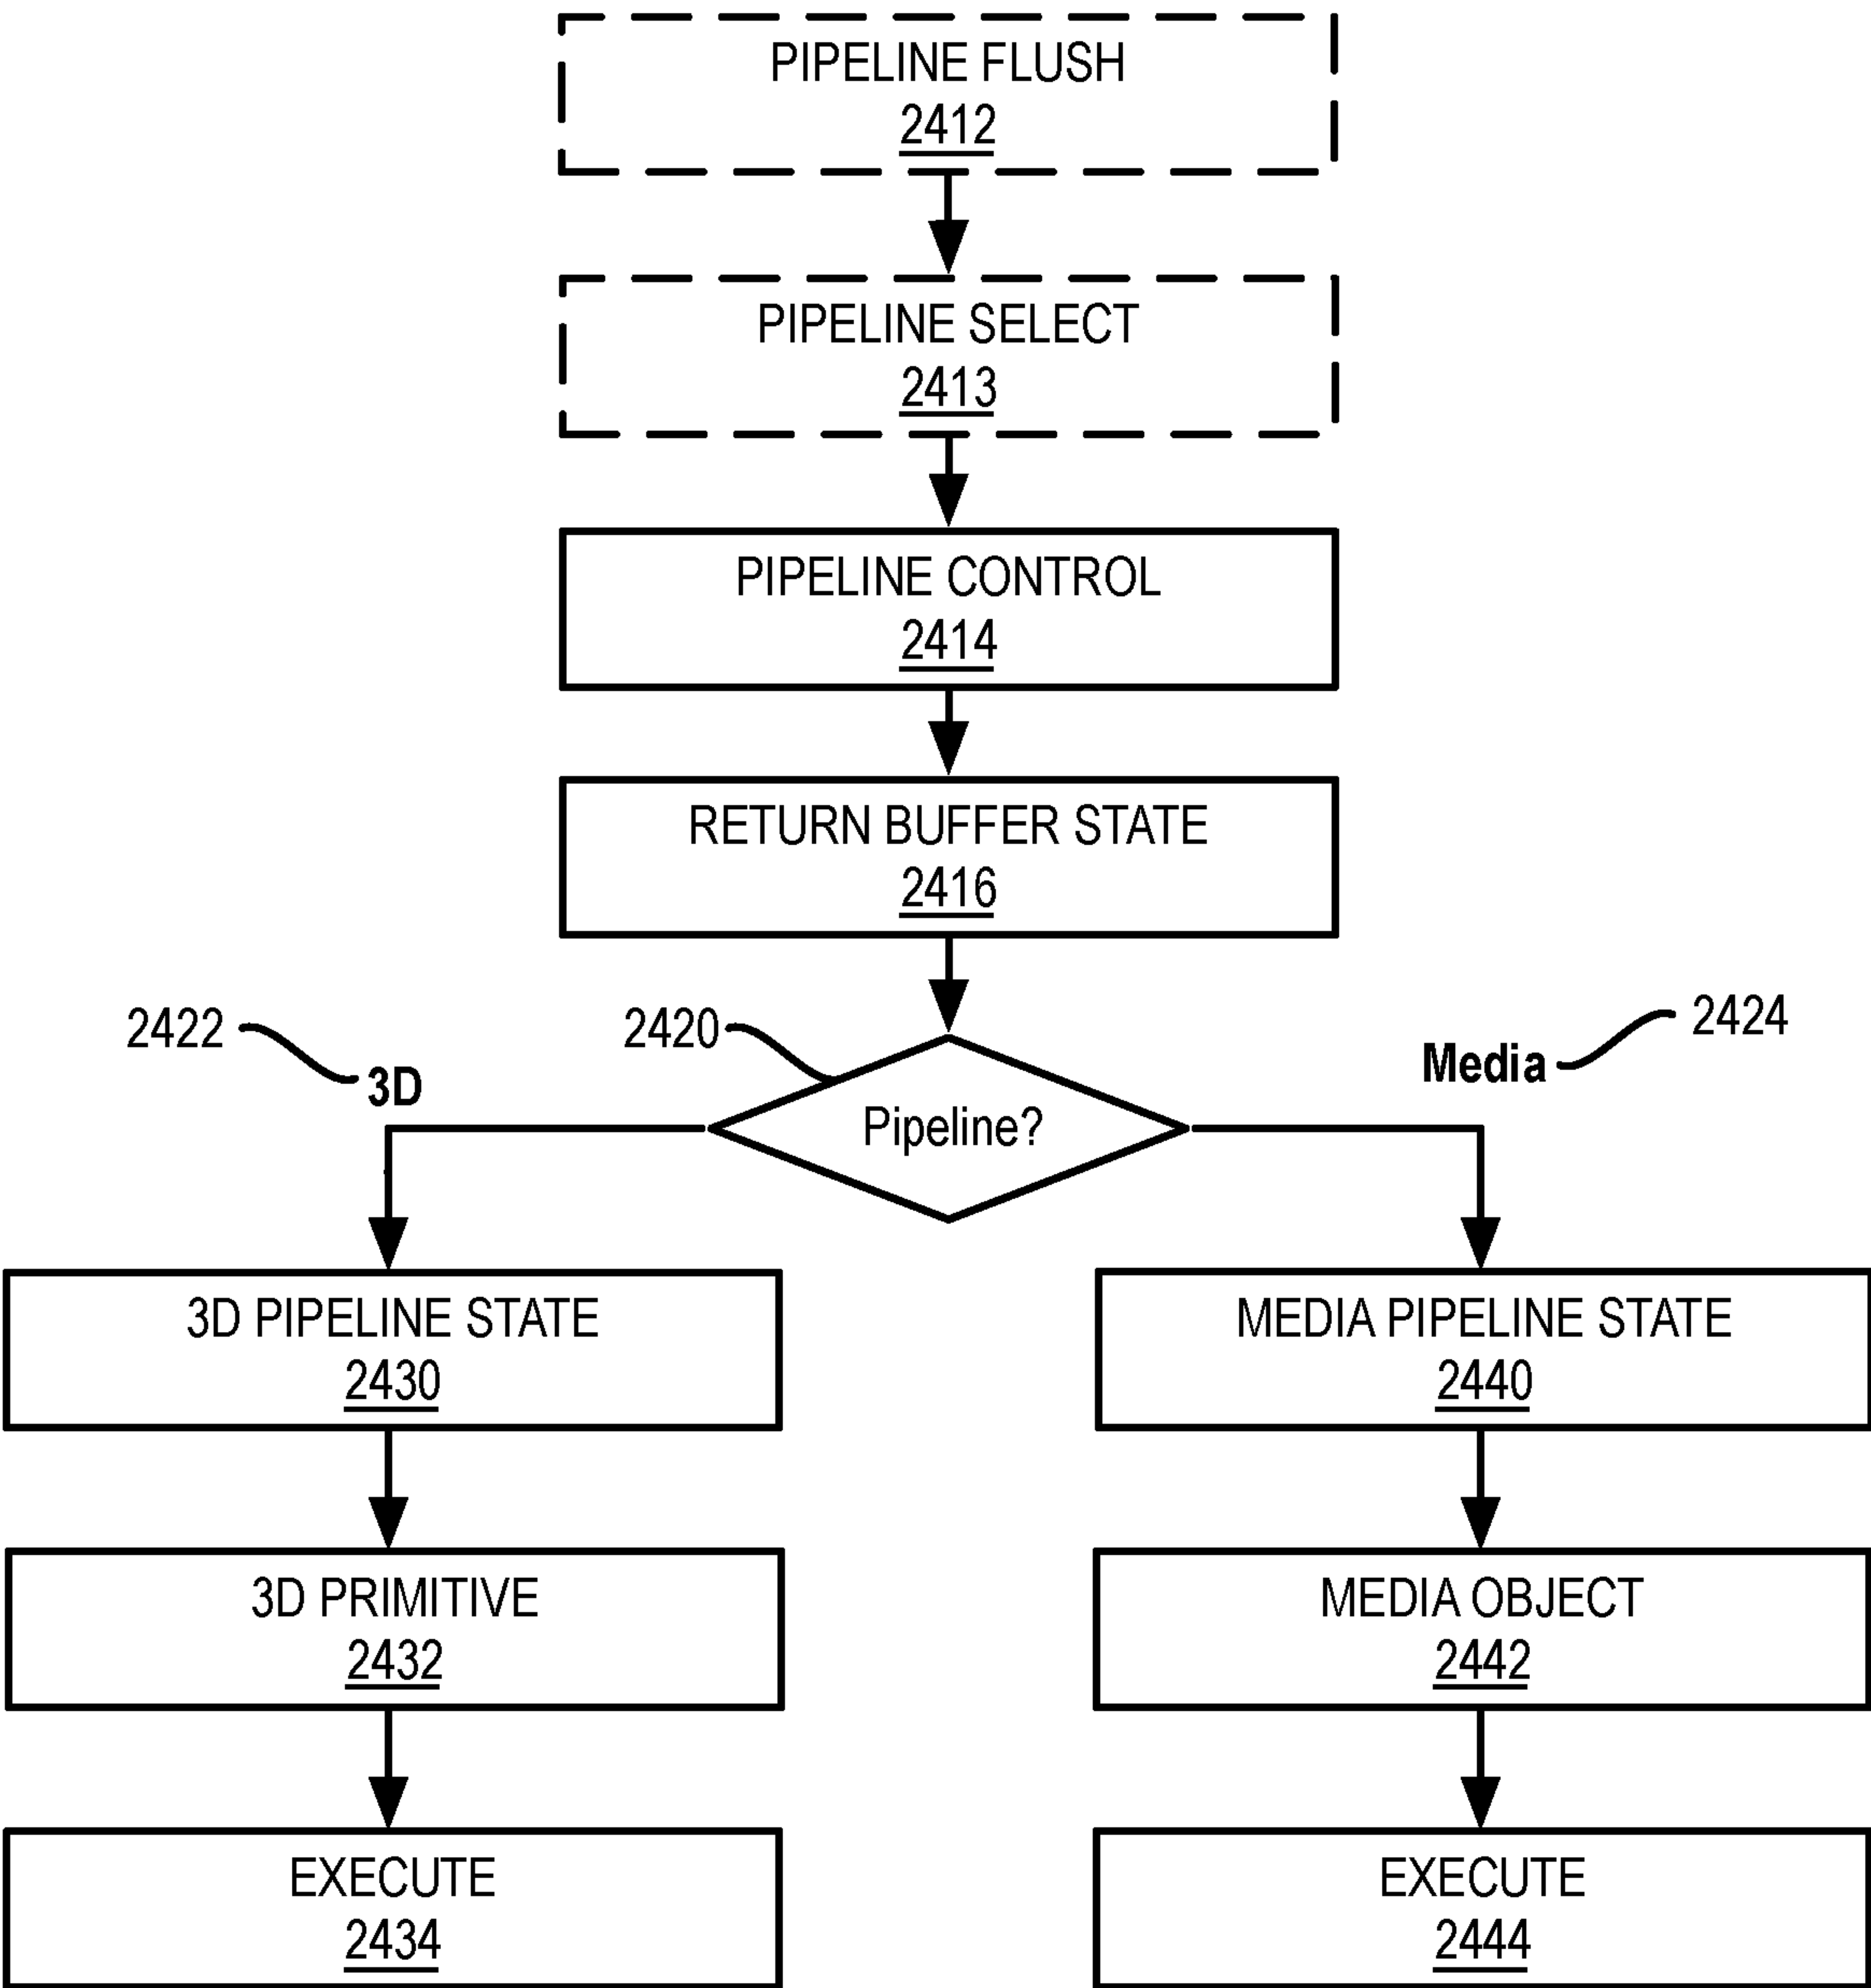 PIPELINE FLUSH
2412
PIPELINE SELECT
2413
PIPELINE CONTROL
2414
RETURN BUFFER STATE
2416
2422
3D
2420
Pipeline?
Media
2424
3D PIPELINE STATE
2430
MEDIA PIPELINE STATE
2440
3D PRIMITIVE
2432
MEDIA OBJECT
2442
EXECUTE
2434
EXECUTE
2444